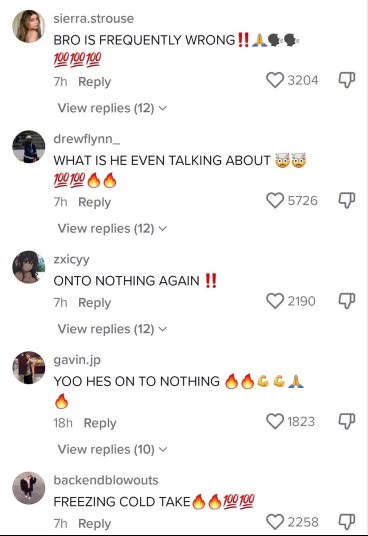 sierra.strouse
BRO IS FREQUENTLY WRONG‼️🙏🗣️🗣️
💯💯💯
7h Reply
3204
View replies (12)
drewflynn_
WHAT IS HE EVEN TALKING ABOUT 🤯🤯
💯💯🔥🔥
7h Reply
5726
View replies (12)
zxicyy
ONTO NOTHING AGAIN ‼️
7h Reply
2190
View replies (12)
gavin.jp
YOO HES ON TO NOTHING 🔥🔥💪💪🙏
🔥
18h Reply
1823
View replies (10)
backendblowouts
FREEZING COLD TAKE🔥🔥💯💯
7h Reply
2258